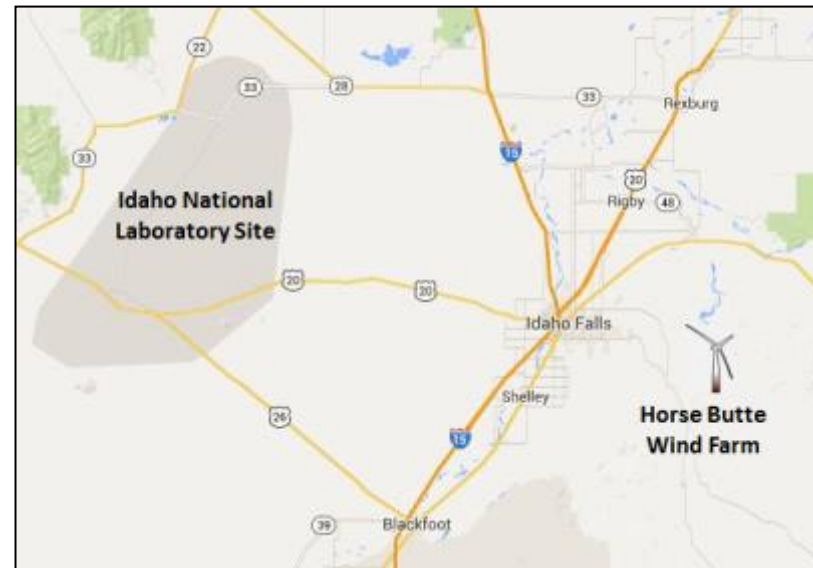 22
33
28
33
Rexburg
33
15
Idaho National
Laboratory Site
20
Rigby
48
20
20
Idaho Falls
Shelley
Horse Butte
Wind Farm
26
15
39
Blackfoot